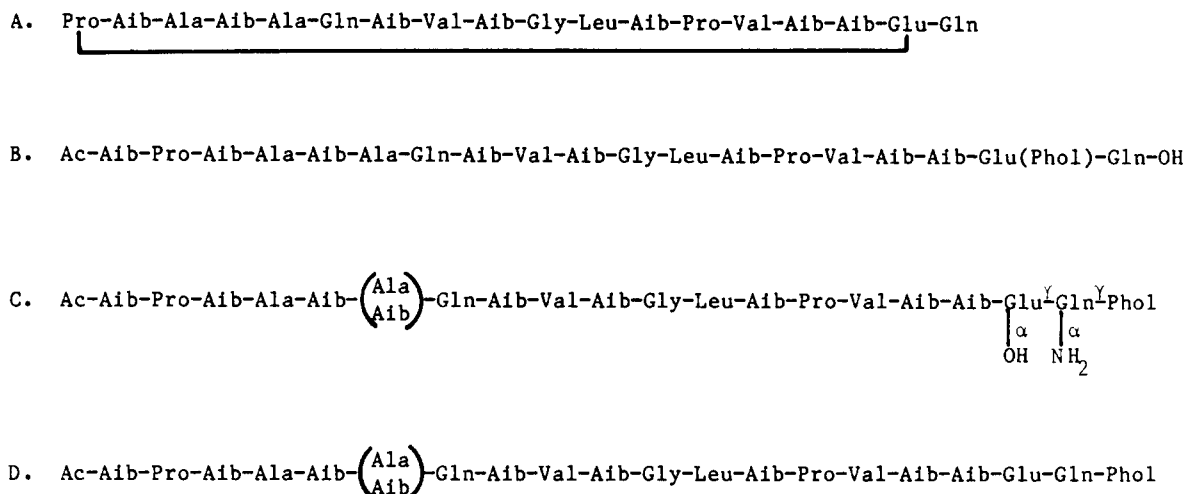 A. Pro-Aib-Ala-Aib-Ala-Gln-Aib-Val-Aib-Gly-Leu-Aib-Pro-Val-Aib-Aib-Glu-Gln
B. Ac-Aib-Pro-Aib-Ala-Aib-Ala-Gln-Aib-Val-Aib-Gly-Leu-Aib-Pro-Val-Aib-Aib-Glu(Phol)-Gln-OH
C. Ac-Aib-Pro-Aib-Ala-Aib-(Ala
Aib)-Gln-Aib-Val-Aib-Gly-Leu-Aib-Pro-Val-Aib-Aib-Glu-γ-Gln-γ-Phol
α α
OH NH2
D. Ac-Aib-Pro-Aib-Ala-Aib-(Ala
Aib)-Gln-Aib-Val-Aib-Gly-Leu-Aib-Pro-Val-Aib-Aib-Glu-Gln-Phol